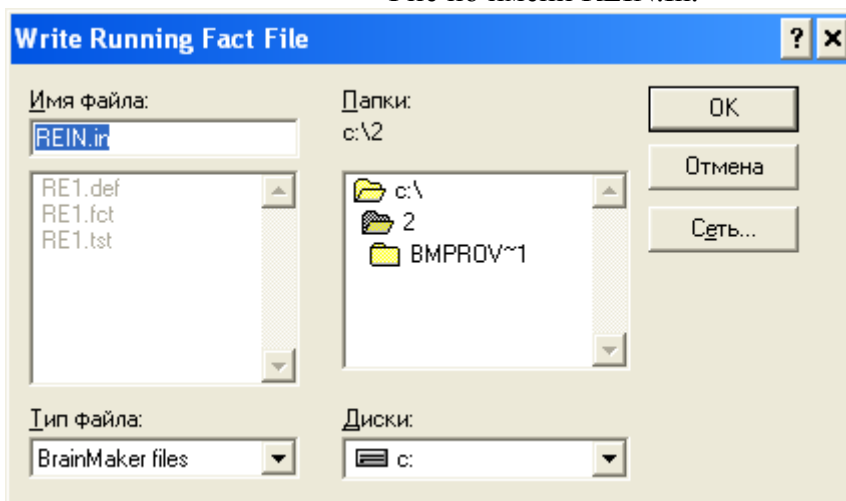 Write Running Fact File
Имя файла:
REIN.in
RE1.def
RE1.fct
RE1.tst
Тип файла:
BrainMaker files
Папки:
c:\2
c:\
2
BMPROV~1
Диски:
c:
OK
Отмена
Сеть...